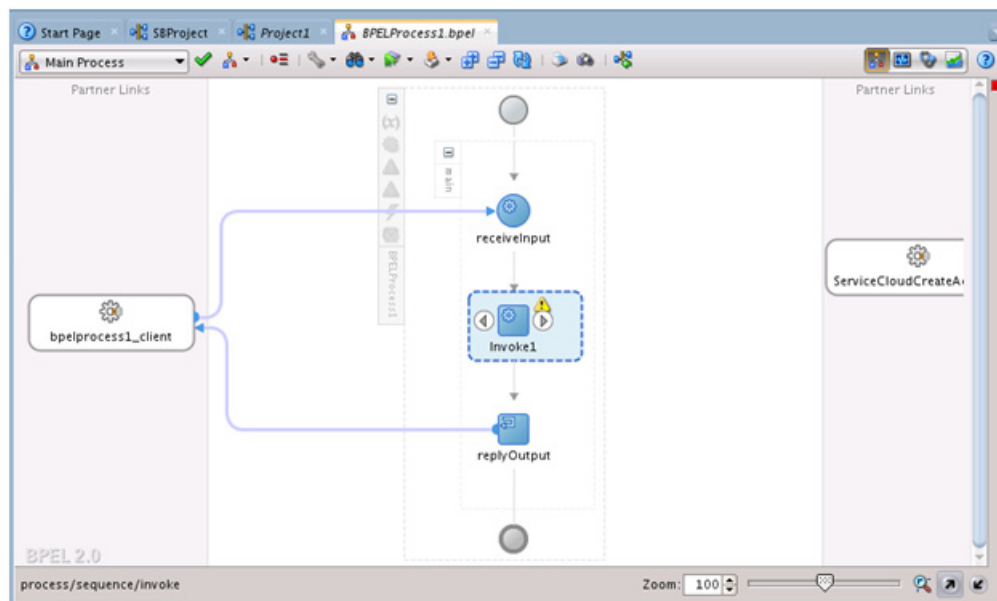 Start Page
SBProject
Project1
BPELProcess1.bpel
Main Process
Partner Links
Partner Links
main
receiveInput
BPELProcess1
bpelprocess1_client
ServiceCloudCreateA
Invoke1
replyOutput
BPEL 2.0
process/sequence/invoke
Zoom: 100